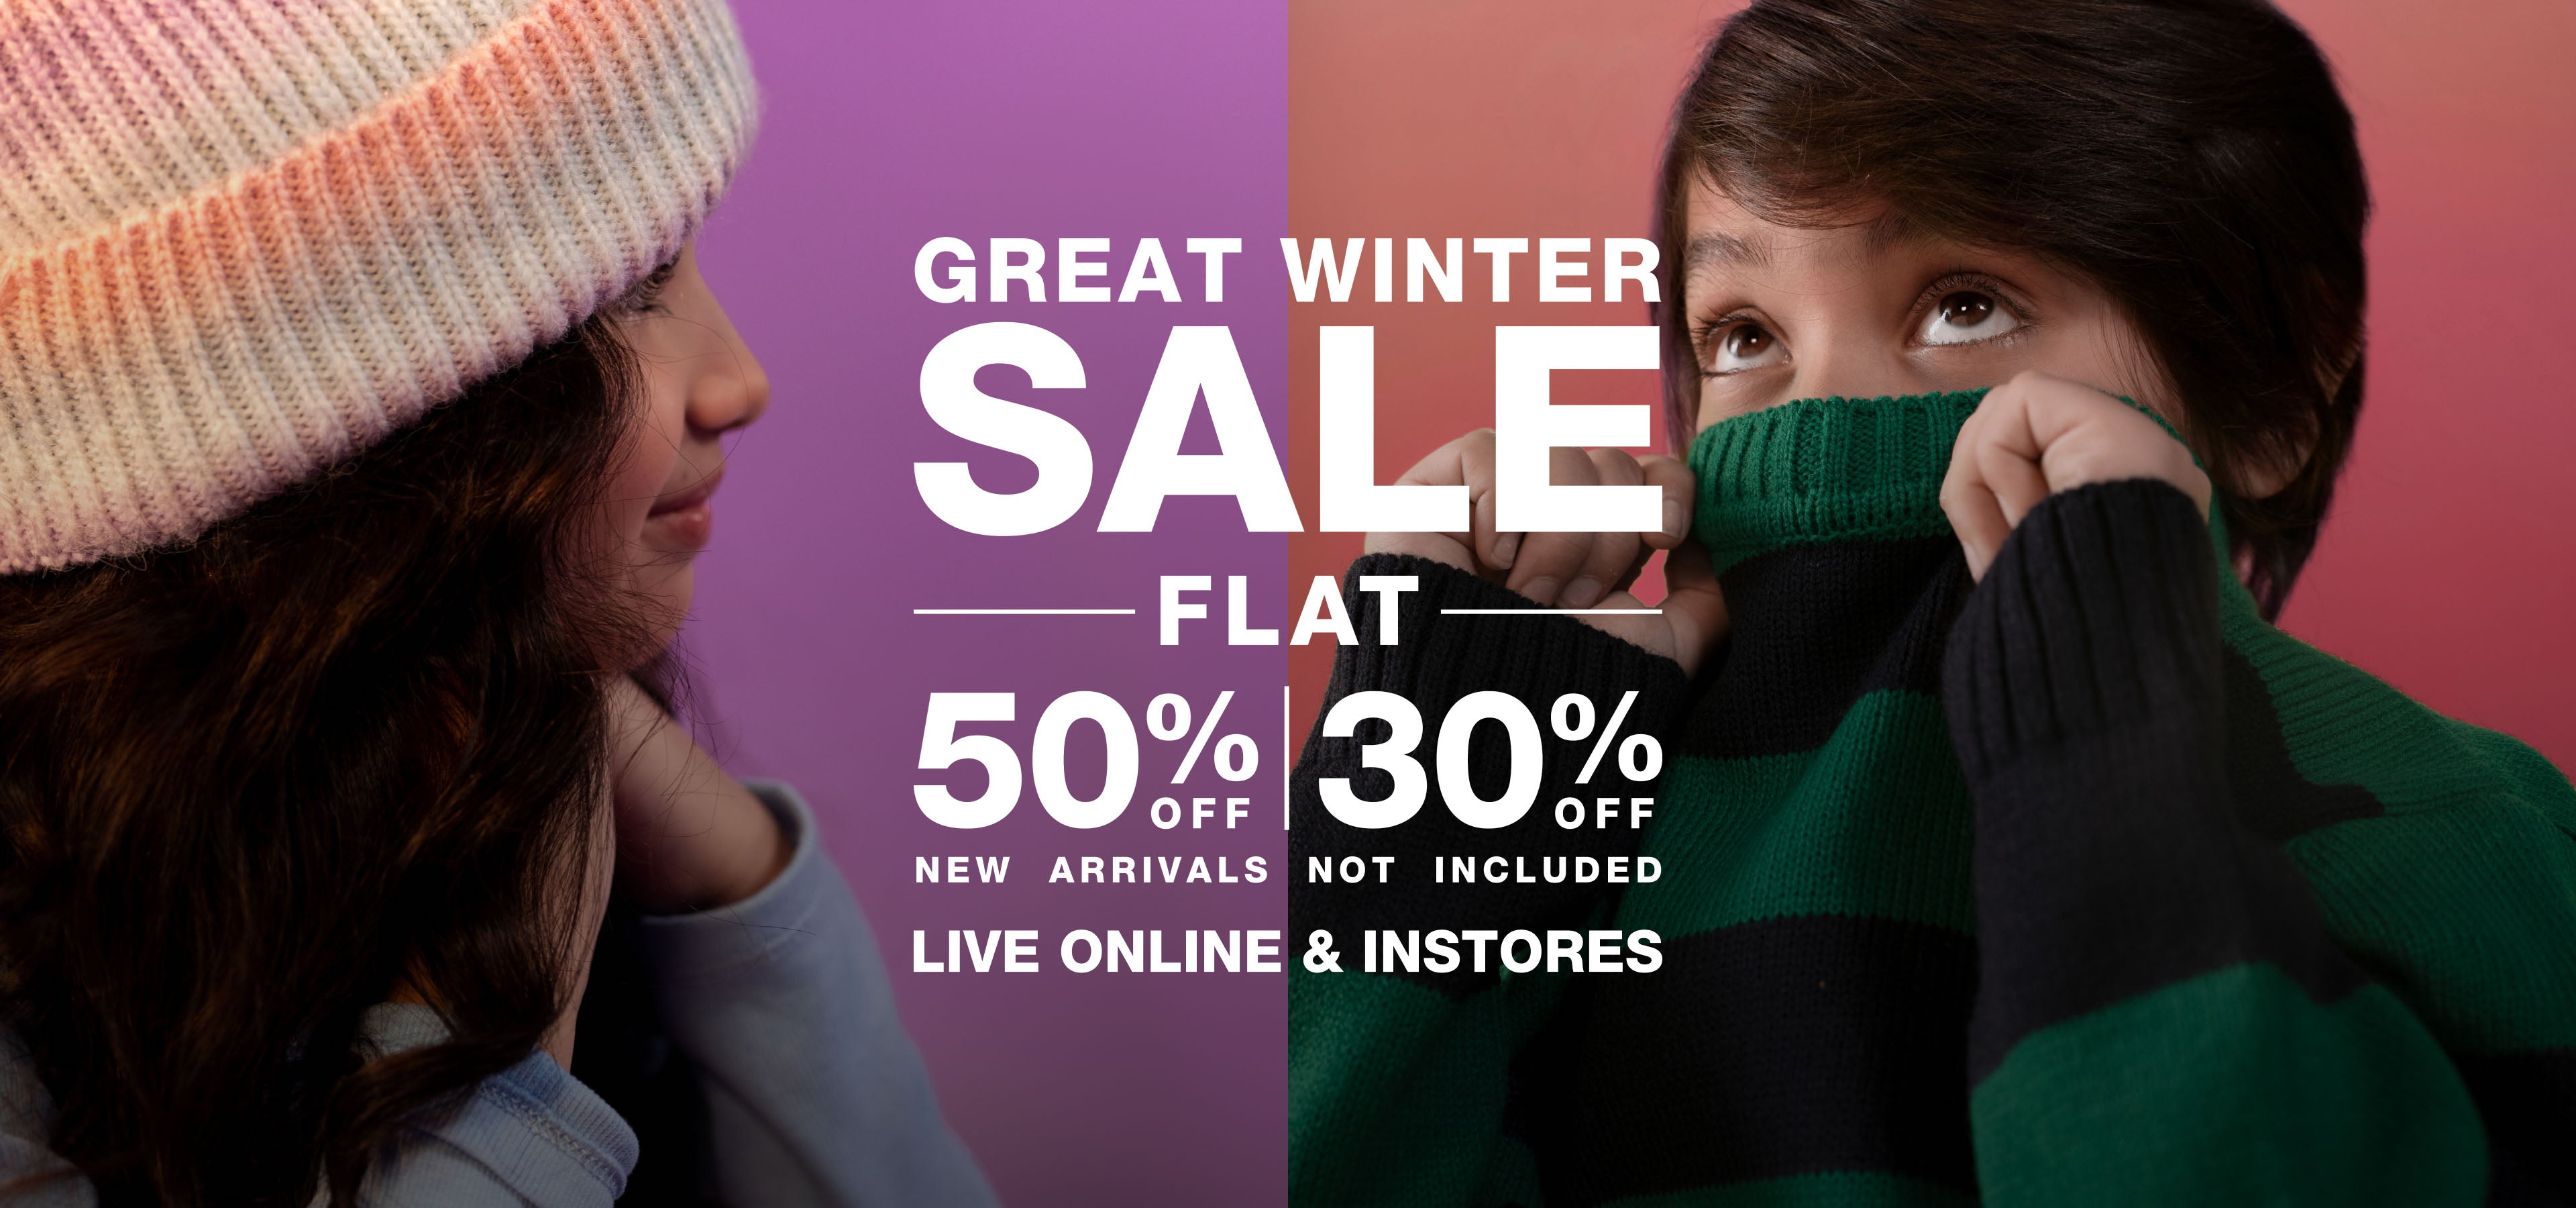 GREAT WINTER
SALE
FLAT
50% OFF | 30% OFF
NEW ARRIVALS NOT INCLUDED
LIVE ONLINE & INSTORES